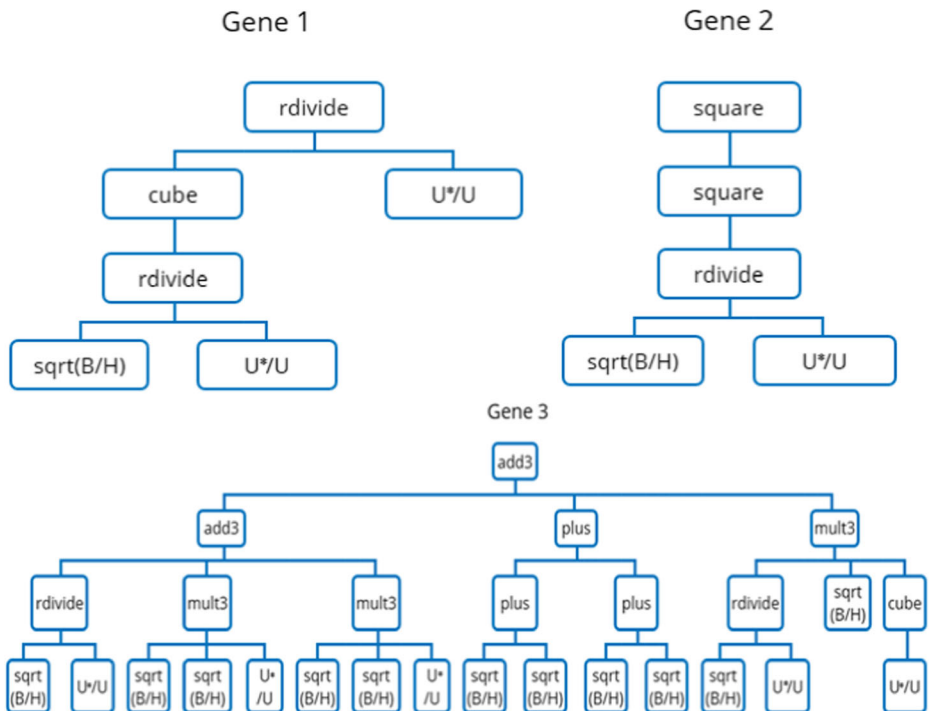 Gene 1
Gene 2
rdivide
square
cube
U*/U
square
rdivide
rdivide
sqrt(B/H)
U*/U
sqrt(B/H)
U*/U
Gene 3
add3
add3
plus
mult3
rdivide
mult3
mult3
plus
plus
rdivide
sqrt
(B/H)
cube
sqrt
(B/H)
U*/U
sqrt
(B/H)
sqrt
(B/H)
U*
/U
sqrt
(B/H)
sqrt
(B/H)
U*
/U
sqrt
(B/H)
sqrt
(B/H)
sqrt
(B/H)
sqrt
(B/H)
sqrt
(B/H)
U*/U
U*/U